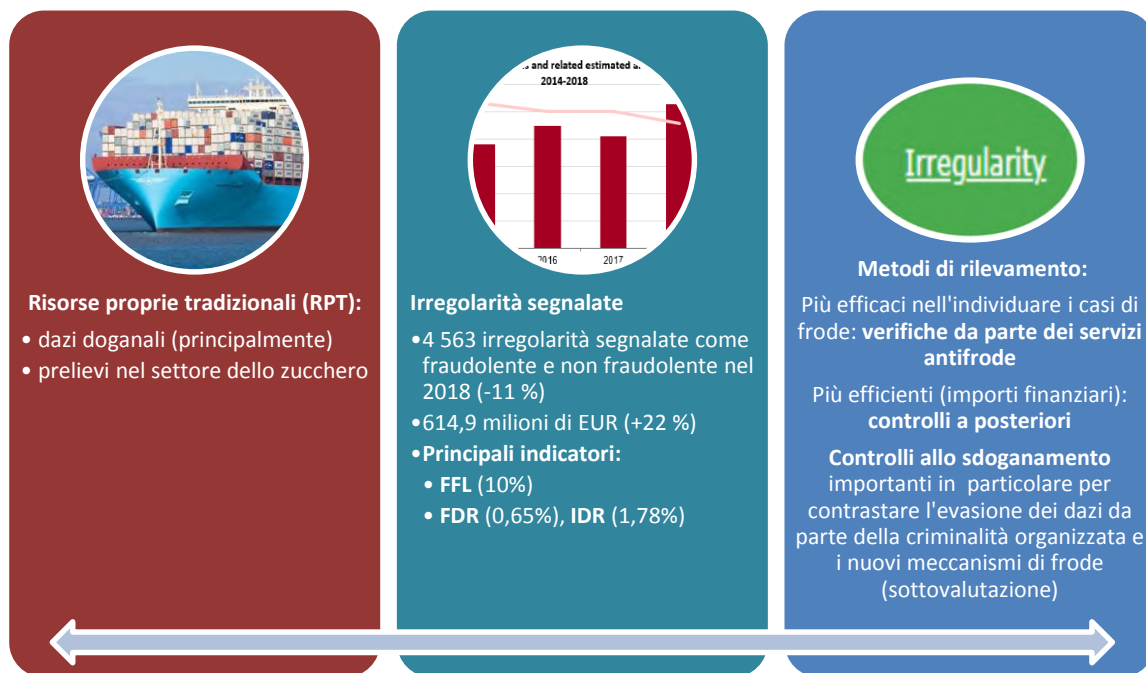 Risorse proprie tradizionali (RPT):
• dazi doganali (principalmente)
• prelievi nel settore dello zucchero
and related estimated
2014-2018
2016
2017
Irregolarità segnalate
•4 563 irregolarità segnalate come
fraudolente e non fraudolente nel
2018 (-11 %)
•614,9 milioni di EUR (+22 %)
•Principali indicatori:
• FFL (10%)
• FDR (0,65%), IDR (1,78%)
Irregularity
Metodi di rilevamento:
Più efficaci nell'individuare i casi di
frode: verifiche da parte dei servizi
antifrode
Più efficienti (importi finanziari):
controlli a posteriori
Controlli allo sdoganamento
importanti in particolare per
contrastare l'evasione dei dazi da
parte della criminalità organizzata e
i nuovi meccanismi di frode
(sottovalutazione)